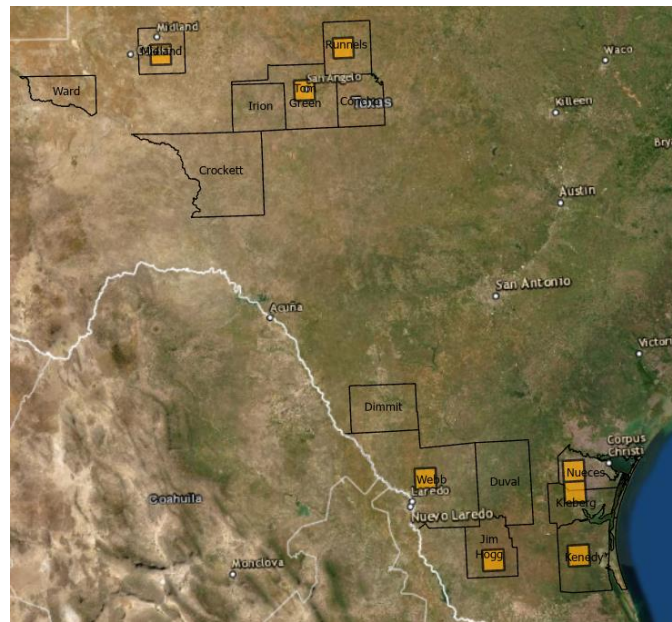 Midland
Midland
Runnels
Waco
San Angelo
Ward
Tom
Green
Irion
Concho
Texas
Killeen
Crockett
Austin
San Antonio
Acuña
Dimmit
Corpus
Christi
Webb
Duval
Nueces
Laredo
Kleberg
Coahuila
Nuevo Laredo
Jim
Hogg
Kenedy
Monclova